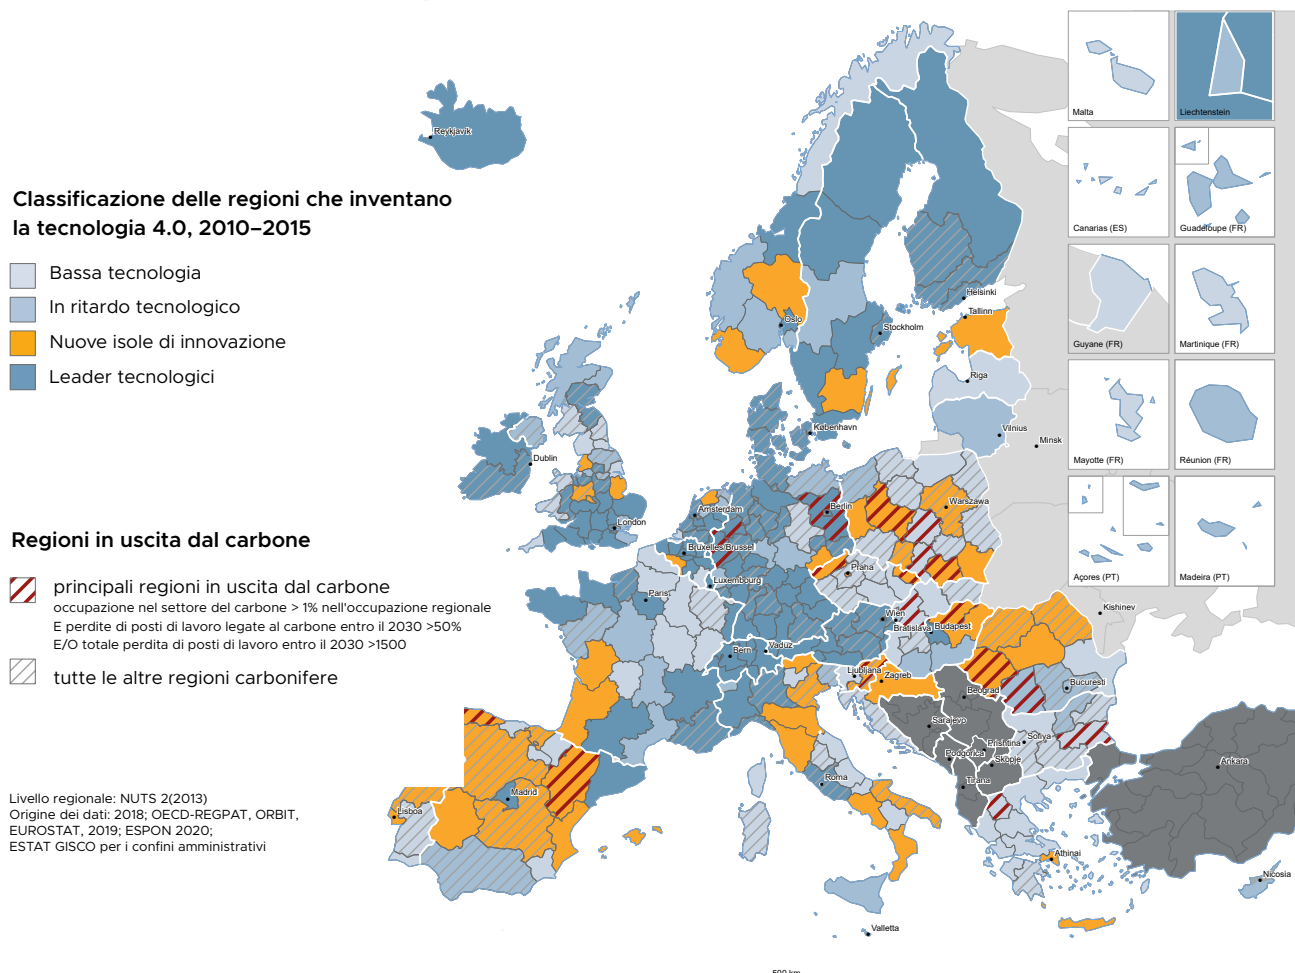 Classificazione delle regioni che inventano
la tecnologia 4.0, 2010–2015
Bassa tecnologia
In ritardo tecnologico
Nuove isole di innovazione
Leader tecnologici
Regioni in uscita dal carbone
principali regioni in uscita dal carbone
occupazione nel settore del carbone > 1% nell'occupazione regionale
E perdite di posti di lavoro legate al carbone entro il 2030 >50%
E/O totale perdita di posti di lavoro entro il 2030 >1500
tutte le altre regioni carbonifere
Livello regionale: NUTS 2(2013)
Origine dei dati: 2018; OECD-REGPAT, ORBIT,
EUROSTAT, 2019; ESPON 2020;
ESTAT GISCO per i confini amministrativi
Reykjavik
Oslo
Helsinki
Tallinn
Stockholm
Riga
København
Vilnius
Minsk
Dublin
London
Amsterdam
Berlin
Warszawa
Bruxelles/Brussel
Luxembourg
Praha
Paris
Wien
Bratislava
Budapest
Kishinev
Bern
Vaduz
Ljubljana
Zagreb
Bucuresti
Beograd
Sarajevo
Prishtina
Sofiya
Podgorica
Skopje
Tirana
Ankara
Roma
Madrid
Lisboa
Athinai
Nicosia
Valletta
Malta
Liechtenstein
Canarias (ES)
Guadeloupe (FR)
Guyane (FR)
Martinique (FR)
Mayotte (FR)
Réunion (FR)
Açores (PT)
Madeira (PT)
500 km